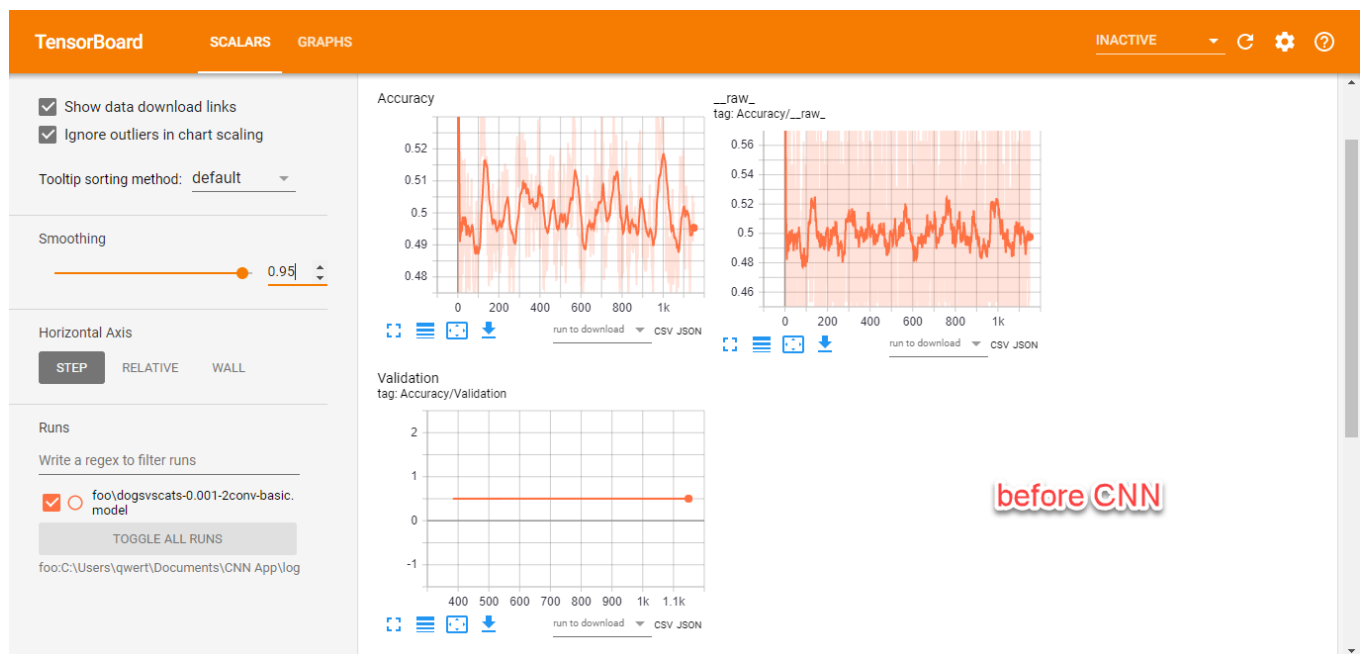 TensorBoard SCALARS GRAPHS INACTIVE
Show data download links
Ignore outliers in chart scaling
Tooltip sorting method: default
Smoothing
0.95
Horizontal Axis
STEP RELATIVE WALL
Runs
Write a regex to filter runs
foo\dogsvscats-0.001-2conv-basic.
model
TOGGLE ALL RUNS
foo:C:\Users\qwert\Documents\CNN App\log
Accuracy
0.52
0.51
0.5
0.49
0.48
0 200 400 600 800 1k
run to download CSV JSON
__raw_
tag: Accuracy/__raw_
0.56
0.54
0.52
0.5
0.48
0.46
0 200 400 600 800 1k
run to download CSV JSON
Validation
tag: Accuracy/Validation
2
1
0
-1
400 500 600 700 800 900 1k 1.1k
run to download CSV JSON
before CNN